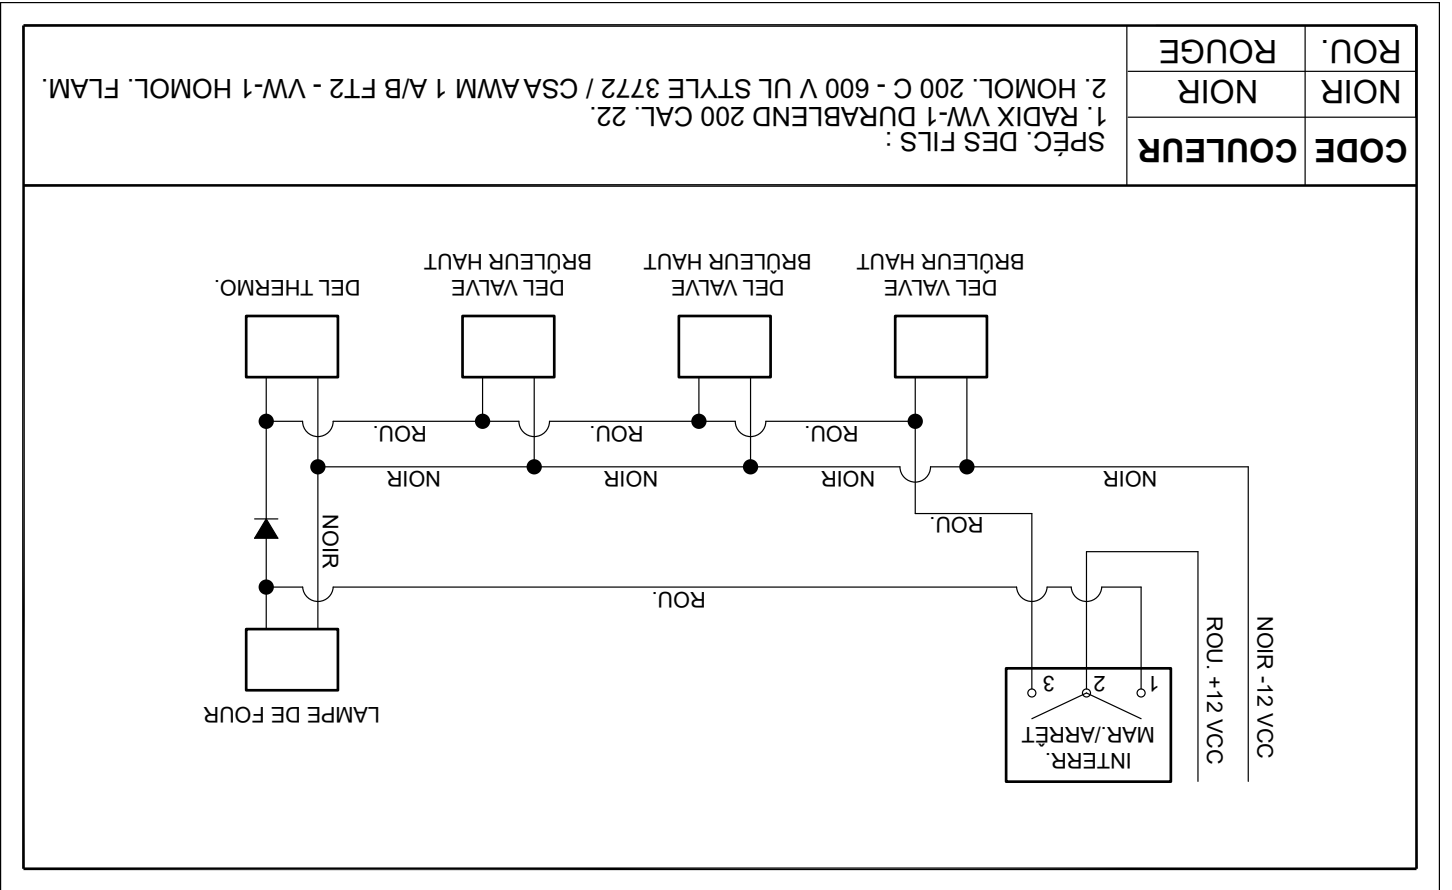 INTERR.
MAR./ARRÊT
1
2
3
ROU. +12 VCC
NOIR -12 VCC
LAMPE DE FOUR
ROU.
NOIR
ROU.
NOIR
NOIR
NOIR
NOIR
ROU.
ROU.
ROU.
DEL VALVE
BRÛLEUR HAUT
DEL VALVE
BRÛLEUR HAUT
DEL VALVE
BRÛLEUR HAUT
DEL THERMO.
CODE COULEUR
NOIR NOIR
ROU. ROUGE
SPÉC. DES FILS :
1. RADIX VW-1 DURABLEND 200 CAL. 22.
2. HOMOL. 200 C - 600 V UL STYLE 3772 / CSA AWM 1 A/B FT2 - VW-1 HOMOL. FLAM.